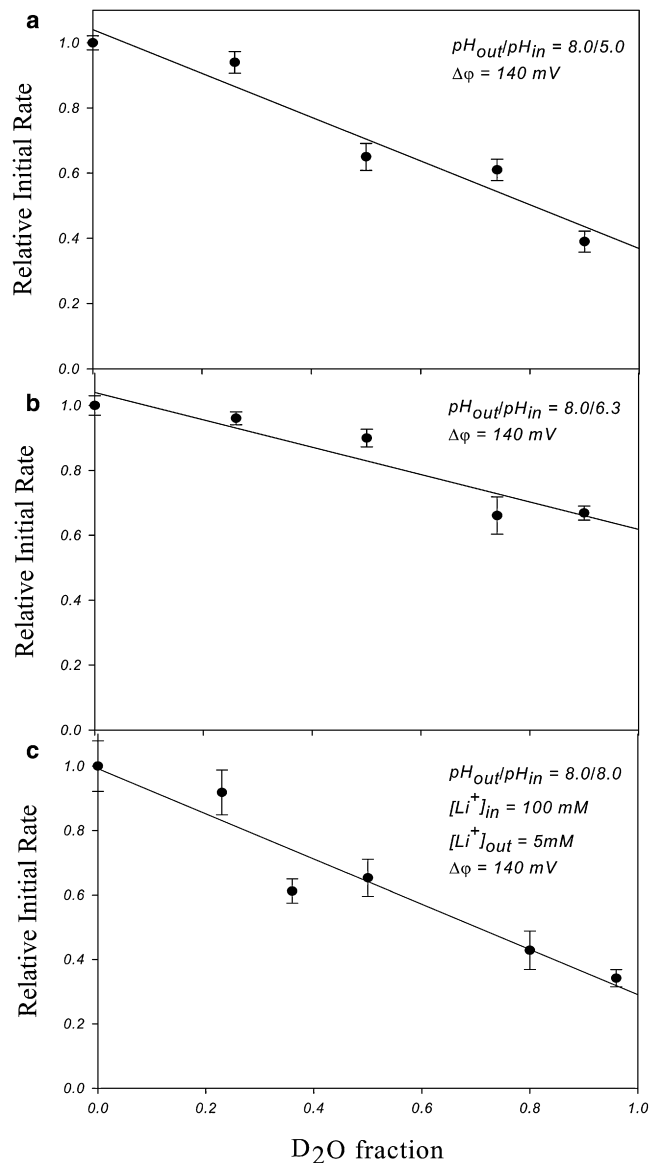 a
pHout/pHin = 8.0/5.0
Δφ = 140 mV
Relative Initial Rate
1.0
0.8
0.6
0.4
0.2
0.0
b
pHout/pHin = 8.0/6.3
Δφ = 140 mV
Relative Initial Rate
1.0
0.8
0.6
0.4
0.2
0.0
c
pHout/pHin = 8.0/8.0
[Li+]in = 100 mM
[Li+]out = 5mM
Δφ = 140 mV
Relative Initial Rate
1.0
0.8
0.6
0.4
0.2
0.0
0.0 0.2 0.4 0.6 0.8 1.0
D2O fraction